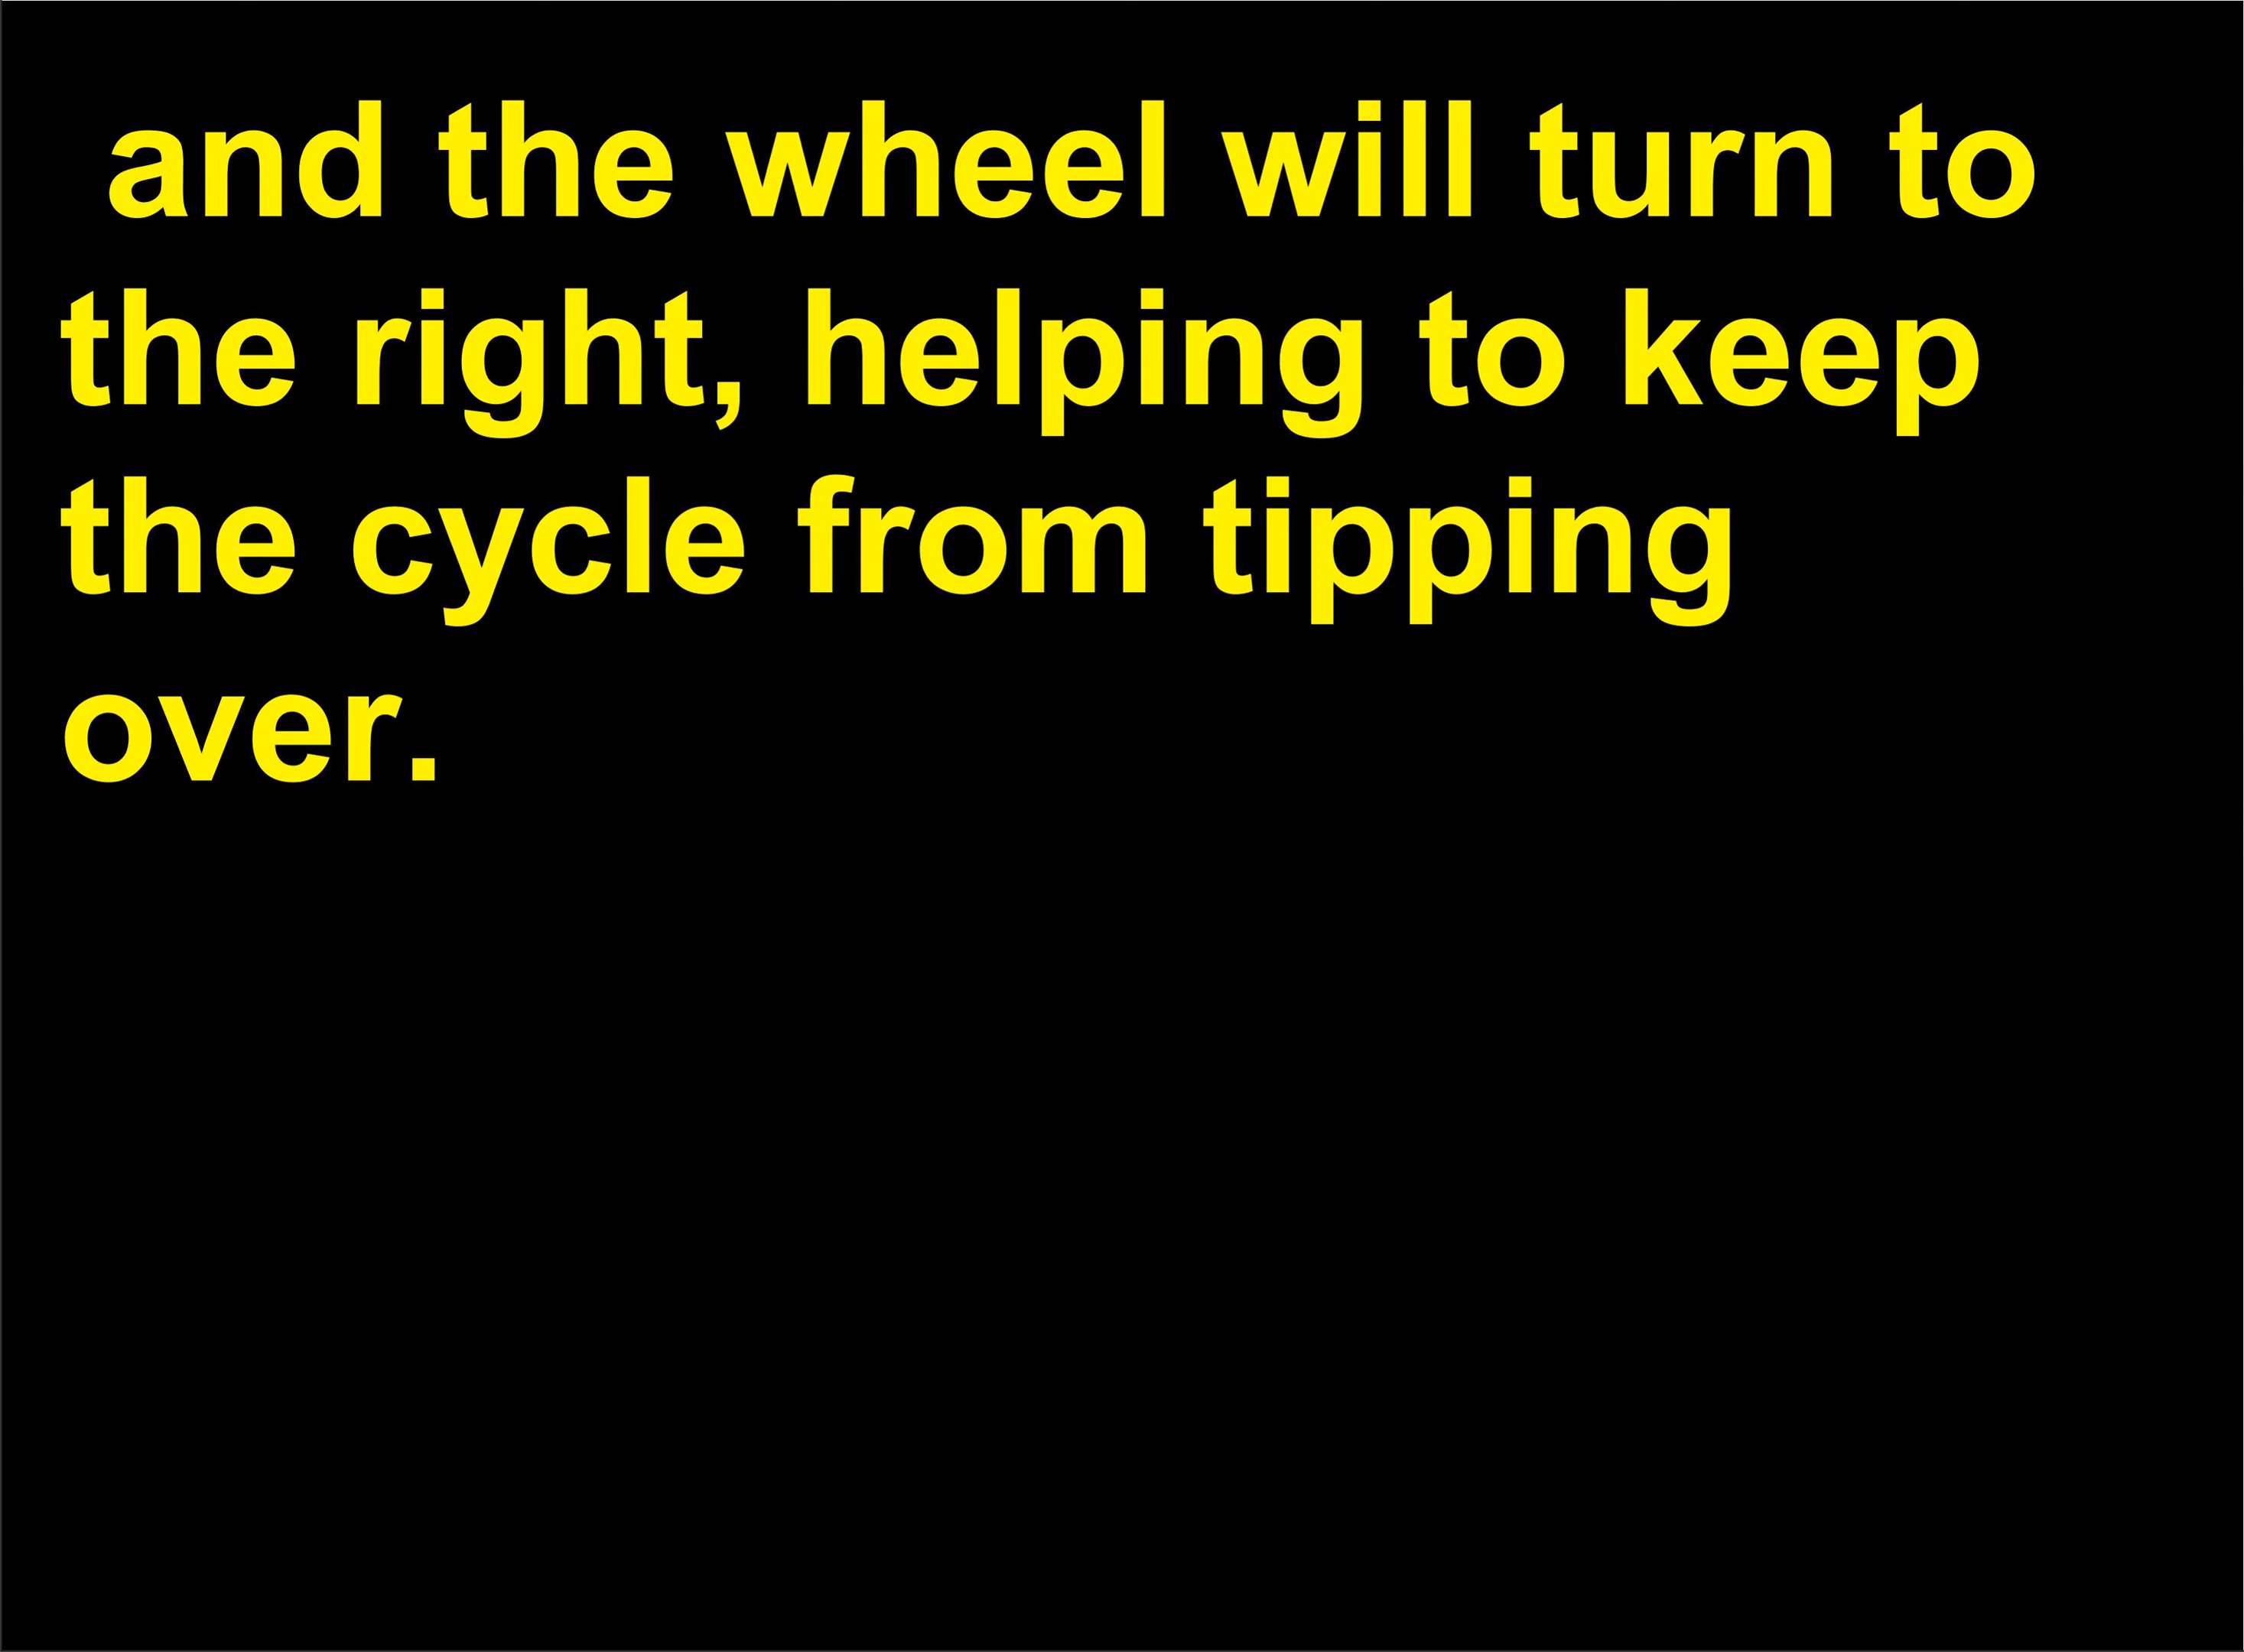 and the wheel will turn to
the right, helping to keep
the cycle from tipping
over.